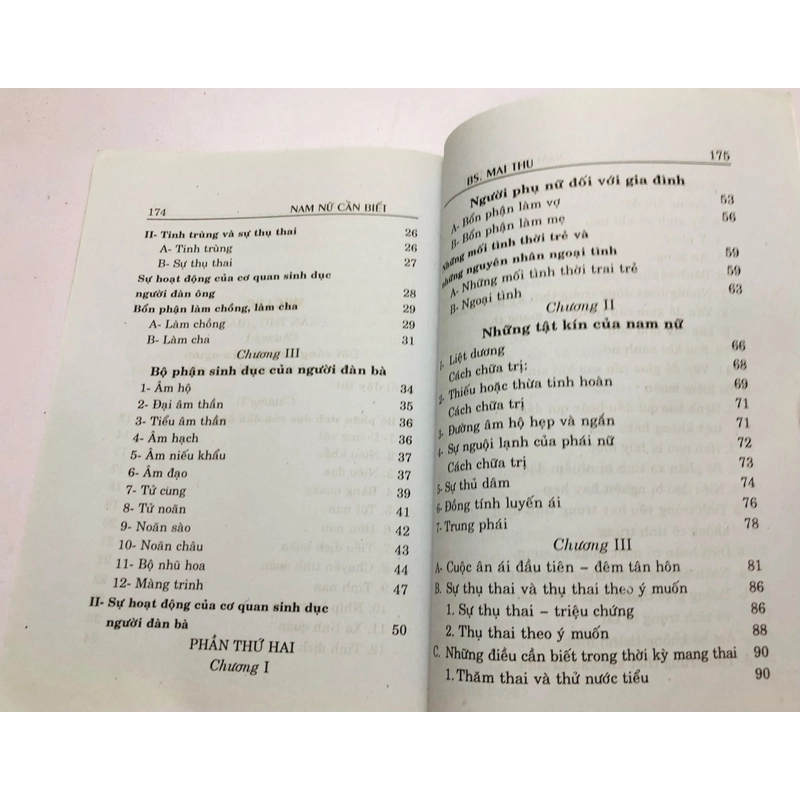 174 NAM NỮ CẦN BIẾT
II- Tinh trùng và sự thụ thai 26
A- Tinh trùng 26
B- Sự thụ thai 27
Sự hoạt động của cơ quan sinh dục
người đàn ông 28
Bổn phận làm chồng, làm cha 29
A- Làm chồng 29
B- Làm cha 31
Chương III
Bộ phận sinh dục của người đàn bà
1- Âm hộ 34
2- Đại âm thần 35
3- Tiểu âm thần 36
4- Âm hạch 36
5- Âm niếu khẩu 37
6- Âm đạo 37
7- Tử cung 39
8- Tử noãn 41
9- Noãn sào 42
10- Noãn châu 43
11- Bộ nhũ hoa 44
12- Màng trinh 47
II- Sự hoạt động của cơ quan sinh dục
người đàn bà 50
PHẦN THỨ HAI
Chương I
BS. MAI THU 175
Người phụ nữ đối với gia đình
A- Bổn phận làm vợ 53
B- Bổn phận làm mẹ 56
Những mối tình thời trẻ và
những nguyên nhân ngoại tình 59
A- Những mối tình thời trai trẻ 59
B- Ngoại tình 63
Chương II
Những tật kín của nam nữ
1- Liệt dương 66
Cách chữa trị: 68
2- Thiếu hoặc thừa tinh hoàn 69
Cách chữa trị 71
3- Đường âm hộ hẹp và ngắn 71
4- Sự nguội lạnh của phái nữ 72
Cách chữa trị 73
5- Sự thủ dâm 74
6- Đồng tính luyến ái 76
7- Trung phái 78
Chương III
A- Cuộc ân ái đầu tiên – đêm tân hôn 81
B. Sự thụ thai và thụ thai theo ý muốn 86
1. Sự thụ thai – triệu chứng 86
2. Thụ thai theo ý muốn 88
C. Những điều cần biết trong thời kỳ mang thai 90
1. Thăm thai và thử nước tiểu 90